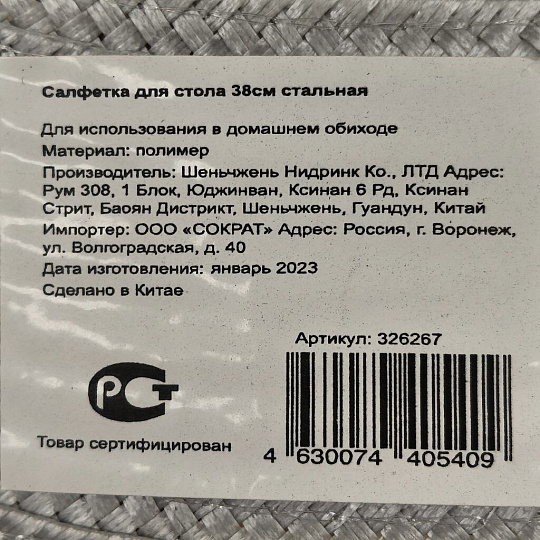 Салфетка для стола 38см стальная
Для использования в домашнем обиходе
Материал: полимер
Производитель: Шеньчжень Нидринк Ко., ЛТД Адрес:
Рум 308, 1 Блок, Юджинван, Ксинан 6 Рд, Ксинан
Стрит, Баоян Дистрикт, Шеньчжень, Гуандун, Китай
Импортер: ООО «СОКРАТ» Адрес: Россия, г. Воронеж,
ул. Волгоградская, д. 40
Дата изготовления: январь 2023
Сделано в Китае
Артикул: 326267
РСТ
Товар сертифицирован
4 630074 405409